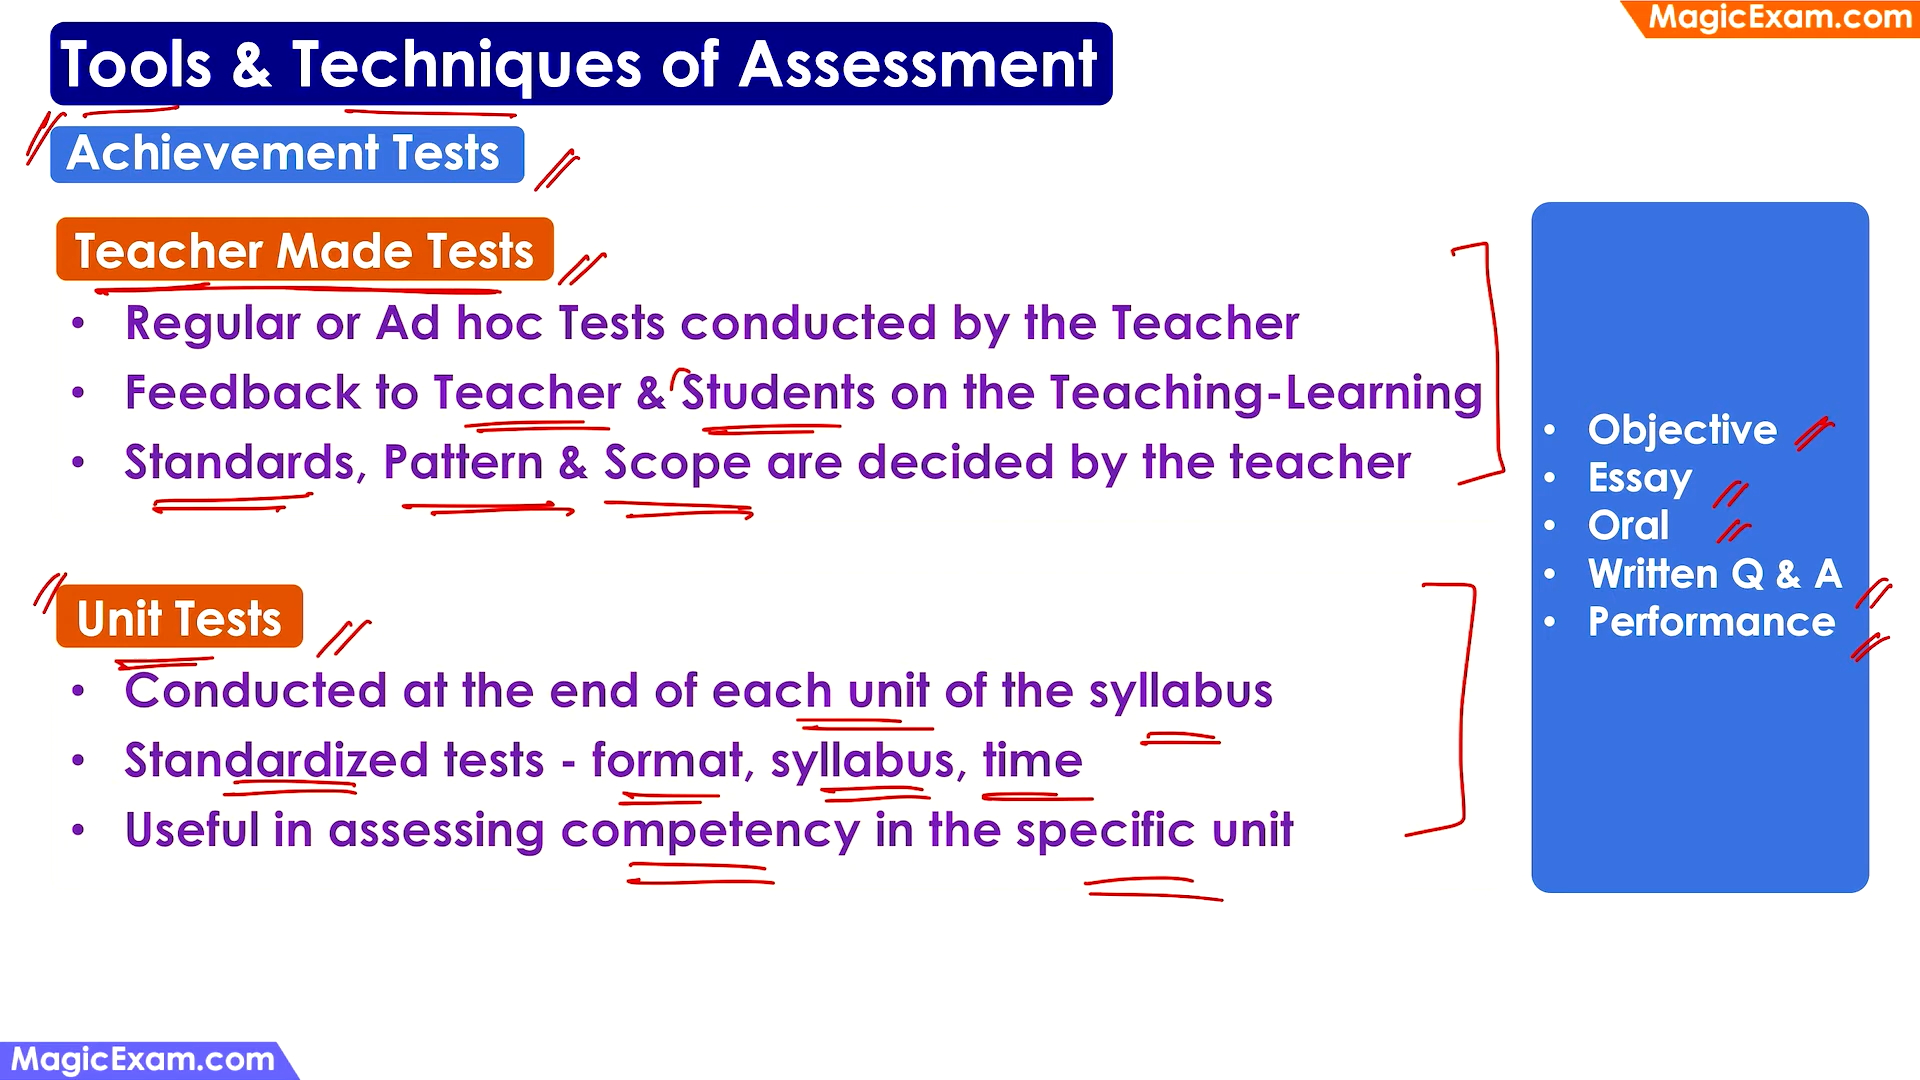 MagicExam.com
Tools & Techniques of Assessment
Achievement Tests
Teacher Made Tests
• Regular or Ad hoc Tests conducted by the Teacher
• Feedback to Teacher & Students on the Teaching-Learning
• Standards, Pattern & Scope are decided by the teacher
Unit Tests
• Conducted at the end of each unit of the syllabus
• Standardized tests - format, syllabus, time
• Useful in assessing competency in the specific unit
• Objective
• Essay
• Oral
• Written Q & A
• Performance
MagicExam.com